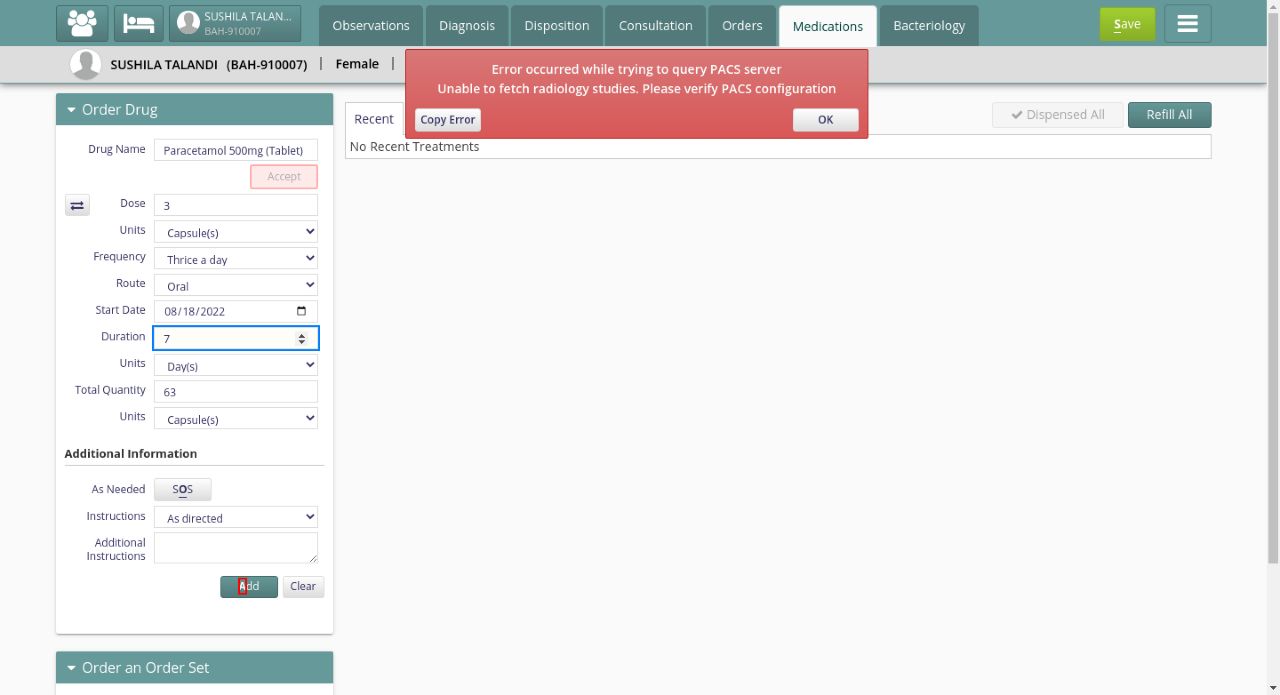 SUSHILA TALAN...
BAH-910007
Observations
Diagnosis
Disposition
Consultation
Orders
Medications
Bacteriology
Save
SUSHILA TALANDI (BAH-910007) | Female |
Error occurred while trying to query PACS server
Unable to fetch radiology studies. Please verify PACS configuration
Copy Error
OK
Order Drug
Recent
Dispensed All
Refill All
No Recent Treatments
Drug Name Paracetamol 500mg (Tablet)
Accept
Dose 3
Units Capsule(s)
Frequency Thrice a day
Route Oral
Start Date 08/18/2022
Duration 7
Units Day(s)
Total Quantity 63
Units Capsule(s)
Additional Information
As Needed SOS
Instructions As directed
Additional
Instructions
Add Clear
Order an Order Set